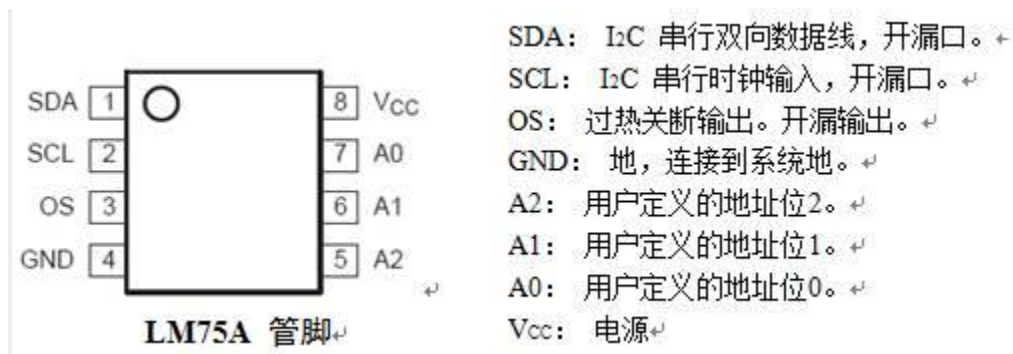 SDA 1 8 VCC
SCL 2 7 A0
OS 3 6 A1
GND 4 5 A2
LM75A 管脚
SDA： I2C 串行双向数据线，开漏口。
SCL： I2C 串行时钟输入，开漏口。
OS： 过热关断输出。开漏输出。
GND： 地，连接到系统地。
A2： 用户定义的地址位2。
A1： 用户定义的地址位1。
A0： 用户定义的地址位0。
Vcc： 电源